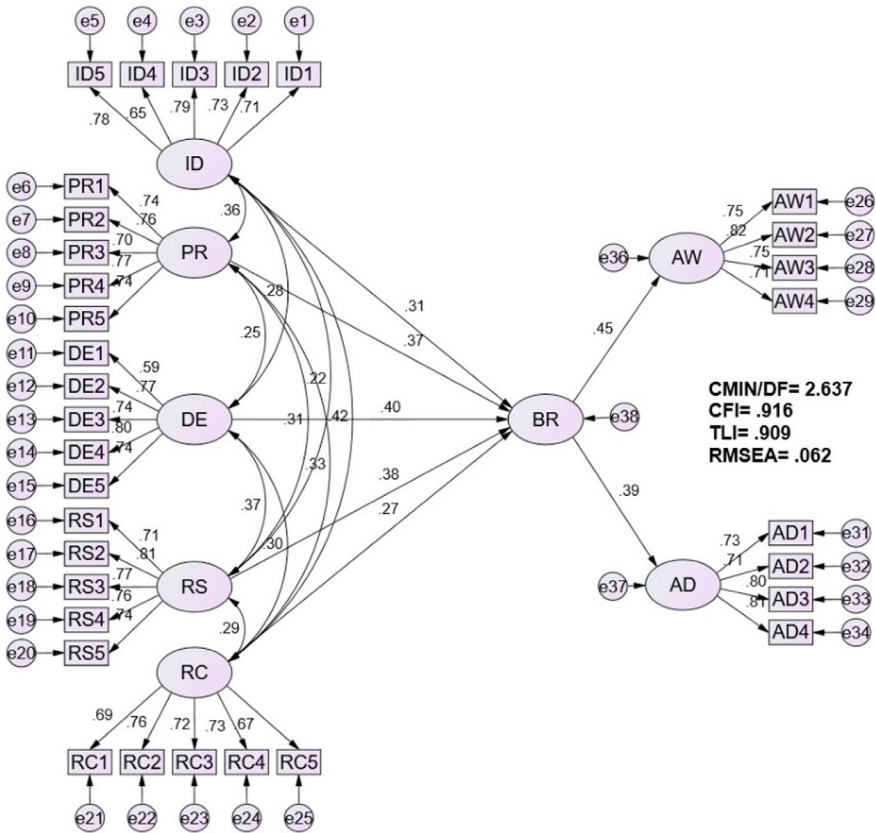 e5 e4 e3 e2 e1
ID5 ID4 ID3 ID2 ID1
.78 .65 .79 .73 .71
ID
e6 PR1
e7 PR2
e8 PR3
e9 PR4
e10 PR5
.74
.76
.70
.77
.74
PR
e11 DE1
e12 DE2
e13 DE3
e14 DE4
e15 DE5
.59
.77
.74
.80
.74
DE
e16 RS1
e17 RS2
e18 RS3
e19 RS4
e20 RS5
.71
.81
.77
.76
.74
RS
RC
.69 .76 .72 .73 .67
RC1 RC2 RC3 RC4 RC5
e21 e22 e23 e24 e25
.36
.28
.25
.22
.31
.42
.33
.37
.30
.29
.31
.37
.40
.38
.27
BR
e38
.45
.39
e36
AW
.75
.82
.75
.71
AW1 e26
AW2 e27
AW3 e28
AW4 e29
CMIN/DF= 2.637
CFI= .916
TLI= .909
RMSEA= .062
e37
AD
.73
.71
.80
.81
AD1 e31
AD2 e32
AD3 e33
AD4 e34